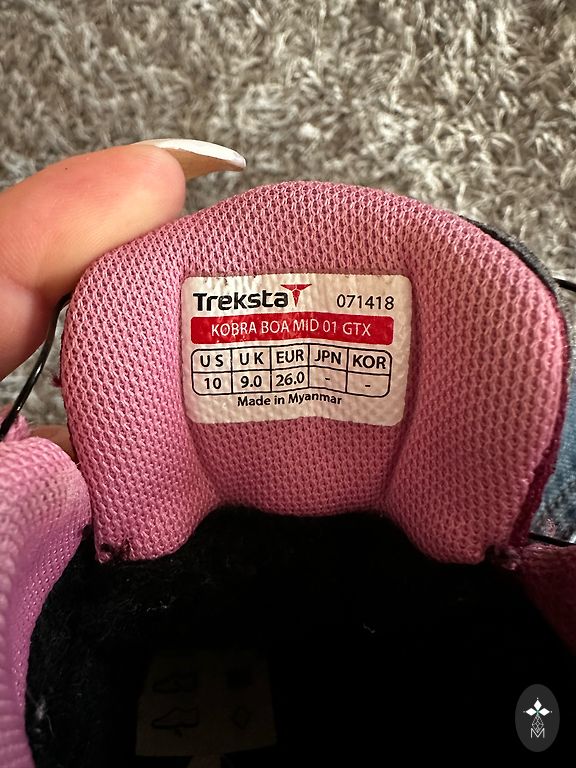 Treksta 071418
KOBRA BOA MID 01 GTX
US UK EUR JPN KOR
10 9.0 26.0 - -
Made in Myanmar
M